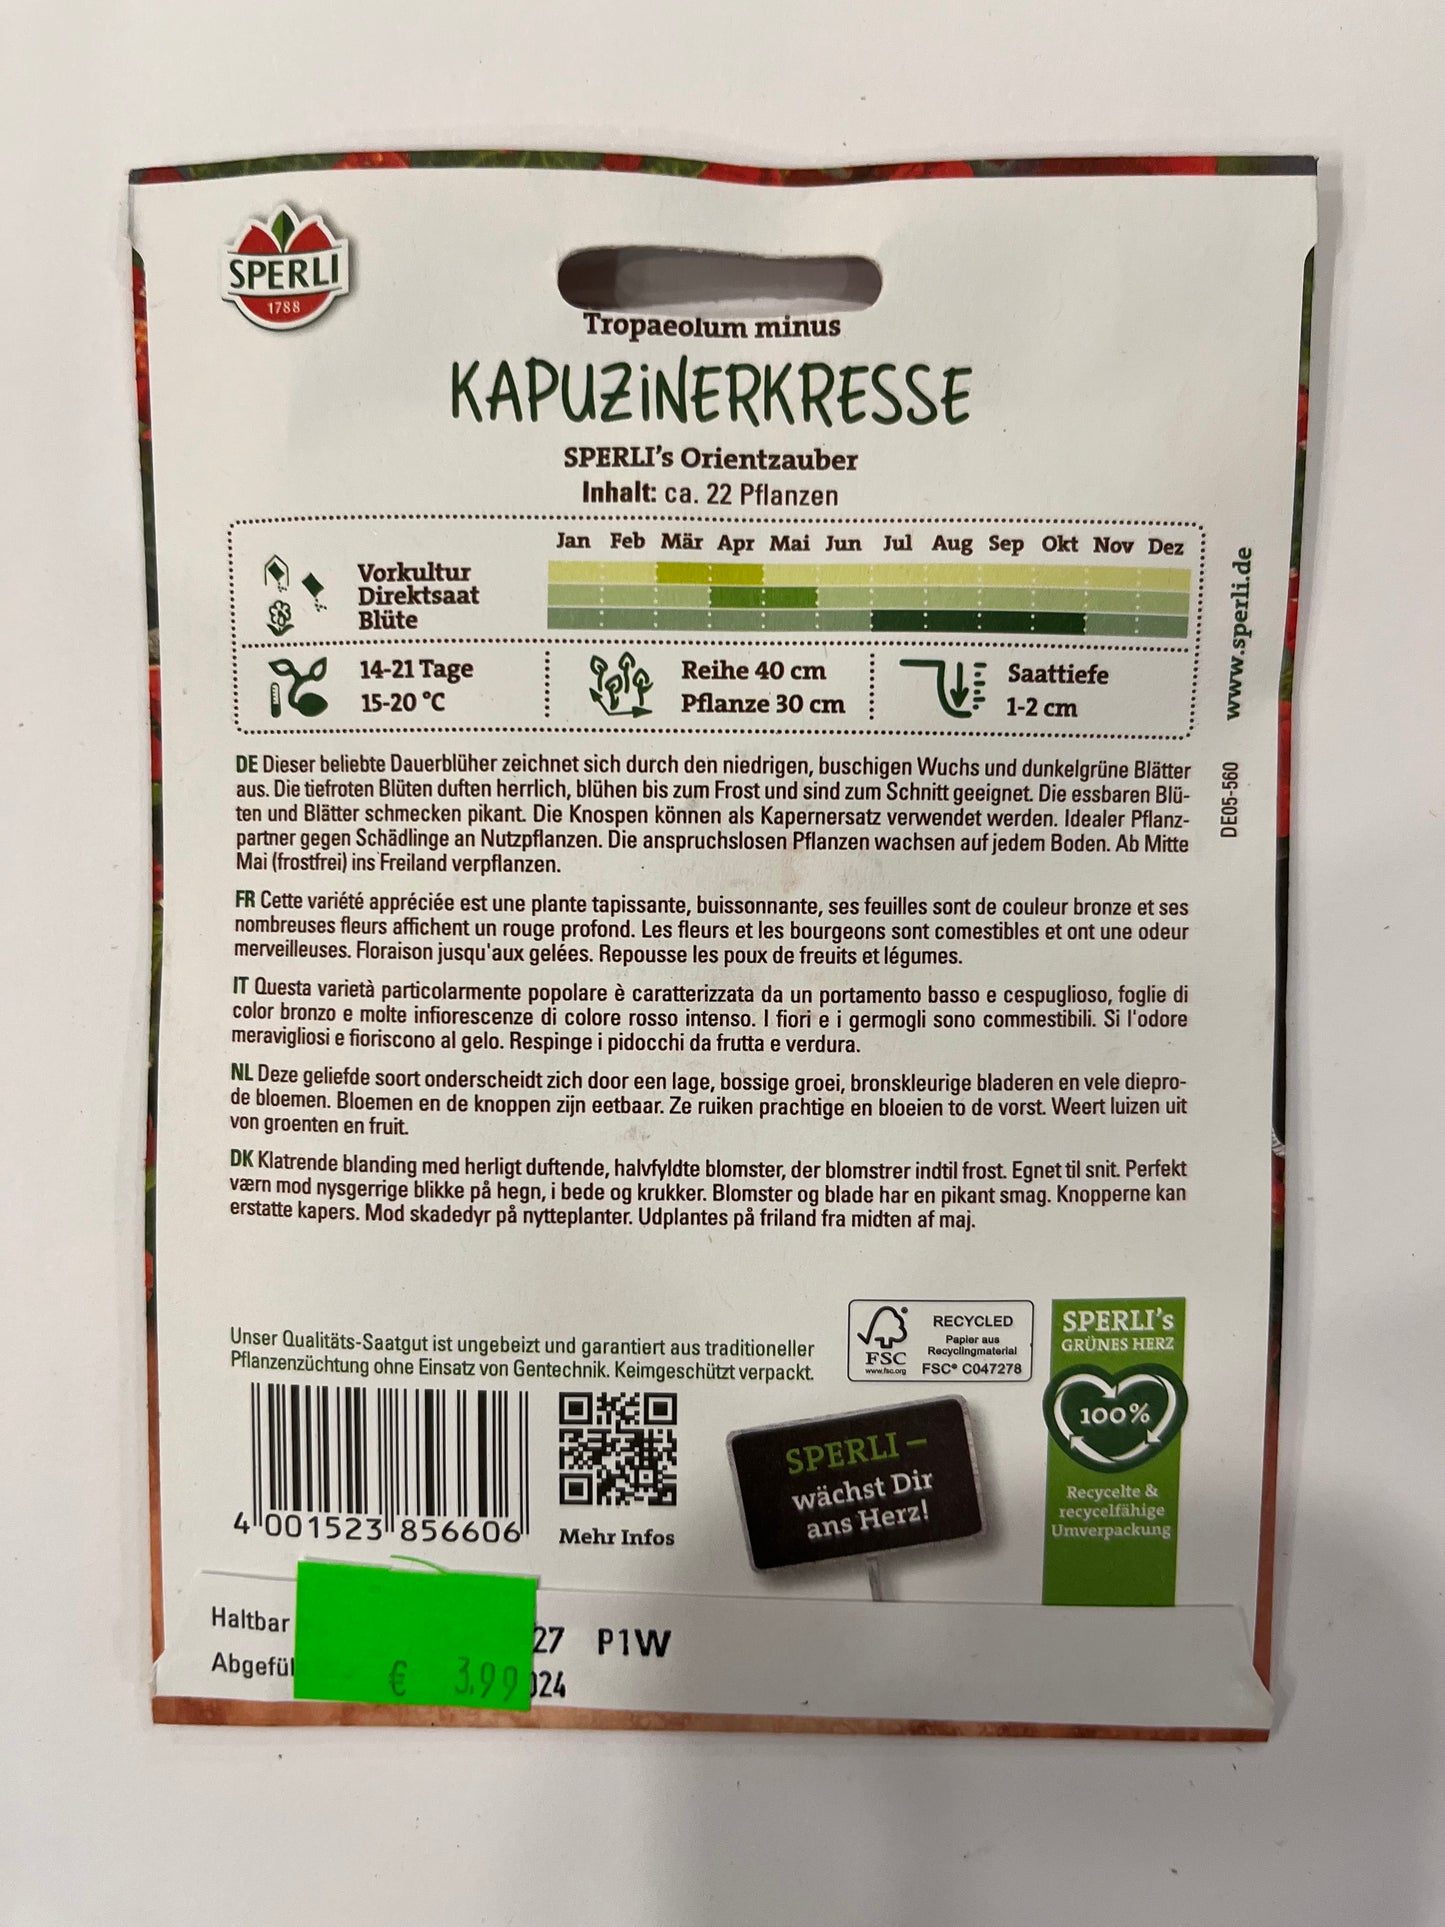 SPERLI
1788
Tropaeolum minus
KAPUZiNERKRESSE
SPERLI's Orientzauber
Inhalt: ca. 22 Pflanzen
Jan Feb Mär Apr Mai Jun Jul Aug Sep Okt Nov Dez
Vorkultur
Direktsaat
Blüte
14-21 Tage
15-20 °C
Reihe 40 cm
Pflanze 30 cm
Saattiefe
1-2 cm
www.sperli.de
DE05-560
DE Dieser beliebte Dauerblüher zeichnet sich durch den niedrigen, buschigen Wuchs und dunkelgrüne Blätter
aus. Die tiefroten Blüten duften herrlich, blühen bis zum Frost und sind zum Schnitt geeignet. Die essbaren Blü-
ten und Blätter schmecken pikant. Die Knospen können als Kapernersatz verwendet werden. Idealer Pflanz-
partner gegen Schädlinge an Nutzpflanzen. Die anspruchslosen Pflanzen wachsen auf jedem Boden. Ab Mitte
Mai (frostfrei) ins Freiland verpflanzen.
FR Cette variété appréciée est une plante tapissante, buissonnante, ses feuilles sont de couleur bronze et ses
nombreuses fleurs affichent un rouge profond. Les fleurs et les bourgeons sont comestibles et ont une odeur
merveilleuses. Floraison jusqu'aux gelées. Repousse les poux de freuits et légumes.
IT Questa varietà particolarmente popolare è caratterizzata da un portamento basso e cespuglioso, foglie di
color bronzo e molte infiorescenze di colore rosso intenso. I fiori e i germogli sono commestibili. Si l'odore
meravigliosi e fioriscono al gelo. Respinge i pidocchi da frutta e verdura.
NL Deze geliefde soort onderscheidt zich door een lage, bossige groei, bronskleurige bladeren en vele diepro-
de bloemen. Bloemen en de knoppen zijn eetbaar. Ze ruiken prachtige en bloeien to de vorst. Weert luizen uit
von groenten en fruit.
DK Klatrende blanding med herligt duftende, halvfyldte blomster, der blomstrer indtil frost. Egnet til snit. Perfekt
værn mod nysgerrige blikke på hegn, i bede og krukker. Blomster og blade har en pikant smag. Knopperne kan
erstatte kapers. Mod skadedyr på nytteplanter. Udplantes på friland fra midten af maj.
Unser Qualitäts-Saatgut ist ungebeizt und garantiert aus traditioneller
Pflanzenzüchtung ohne Einsatz von Gentechnik. Keimgeschützt verpackt.
FSC
www.fsc.org
RECYCLED
Papier aus
Recyclingmaterial
FSC® C047278
SPERLI's
GRÜNES HERZ
100%
Recycelte &
recycelfähige
Umverpackung
4 001523 856606
Mehr Infos
SPERLI –
wächst Dir
ans Herz!
Haltbar 27 P1W
Abgefül 024
€ 3.99